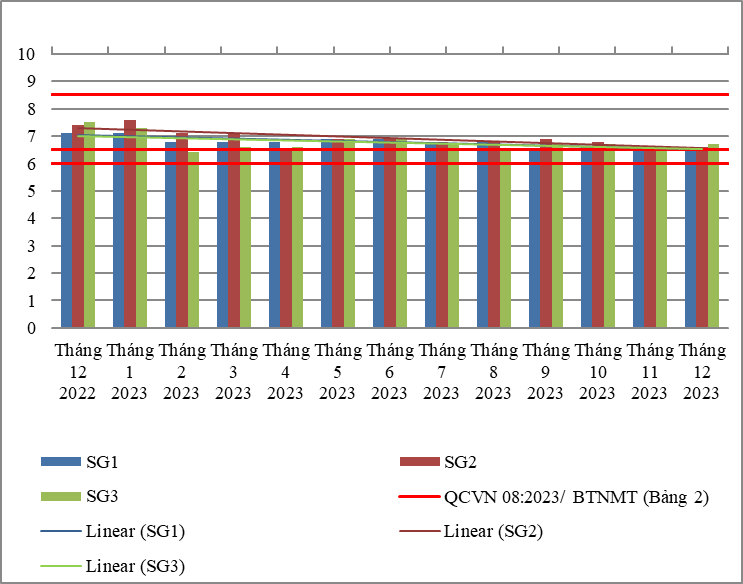 10
9
8
7
6
5
4
3
2
1
0
Tháng 12 2022
Tháng 1 2023
Tháng 2 2023
Tháng 3 2023
Tháng 4 2023
Tháng 5 2023
Tháng 6 2023
Tháng 7 2023
Tháng 8 2023
Tháng 9 2023
Tháng 10 2023
Tháng 11 2023
Tháng 12 2023
SG1
SG2
SG3
QCVN 08:2023/ BTNMT (Bảng 2)
Linear (SG1)
Linear (SG2)
Linear (SG3)